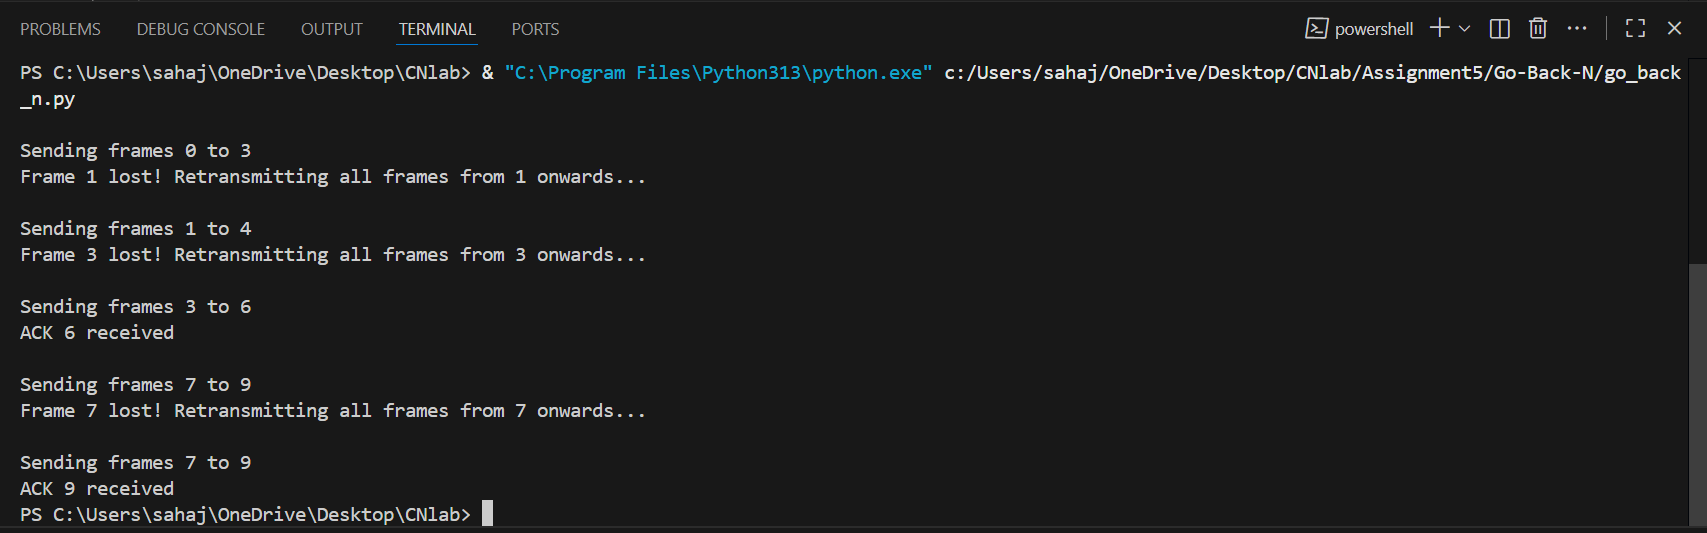 PROBLEMS DEBUG CONSOLE OUTPUT TERMINAL PORTS powershell
PS C:\Users\sahaj\OneDrive\Desktop\CNlab> & "C:\Program Files\Python313\python.exe" c:/Users/sahaj/OneDrive/Desktop/CNlab/Assignment5/Go-Back-N/go_back
_n.py
Sending frames 0 to 3
Frame 1 lost! Retransmitting all frames from 1 onwards...
Sending frames 1 to 4
Frame 3 lost! Retransmitting all frames from 3 onwards...
Sending frames 3 to 6
ACK 6 received
Sending frames 7 to 9
Frame 7 lost! Retransmitting all frames from 7 onwards...
Sending frames 7 to 9
ACK 9 received
PS C:\Users\sahaj\OneDrive\Desktop\CNlab>